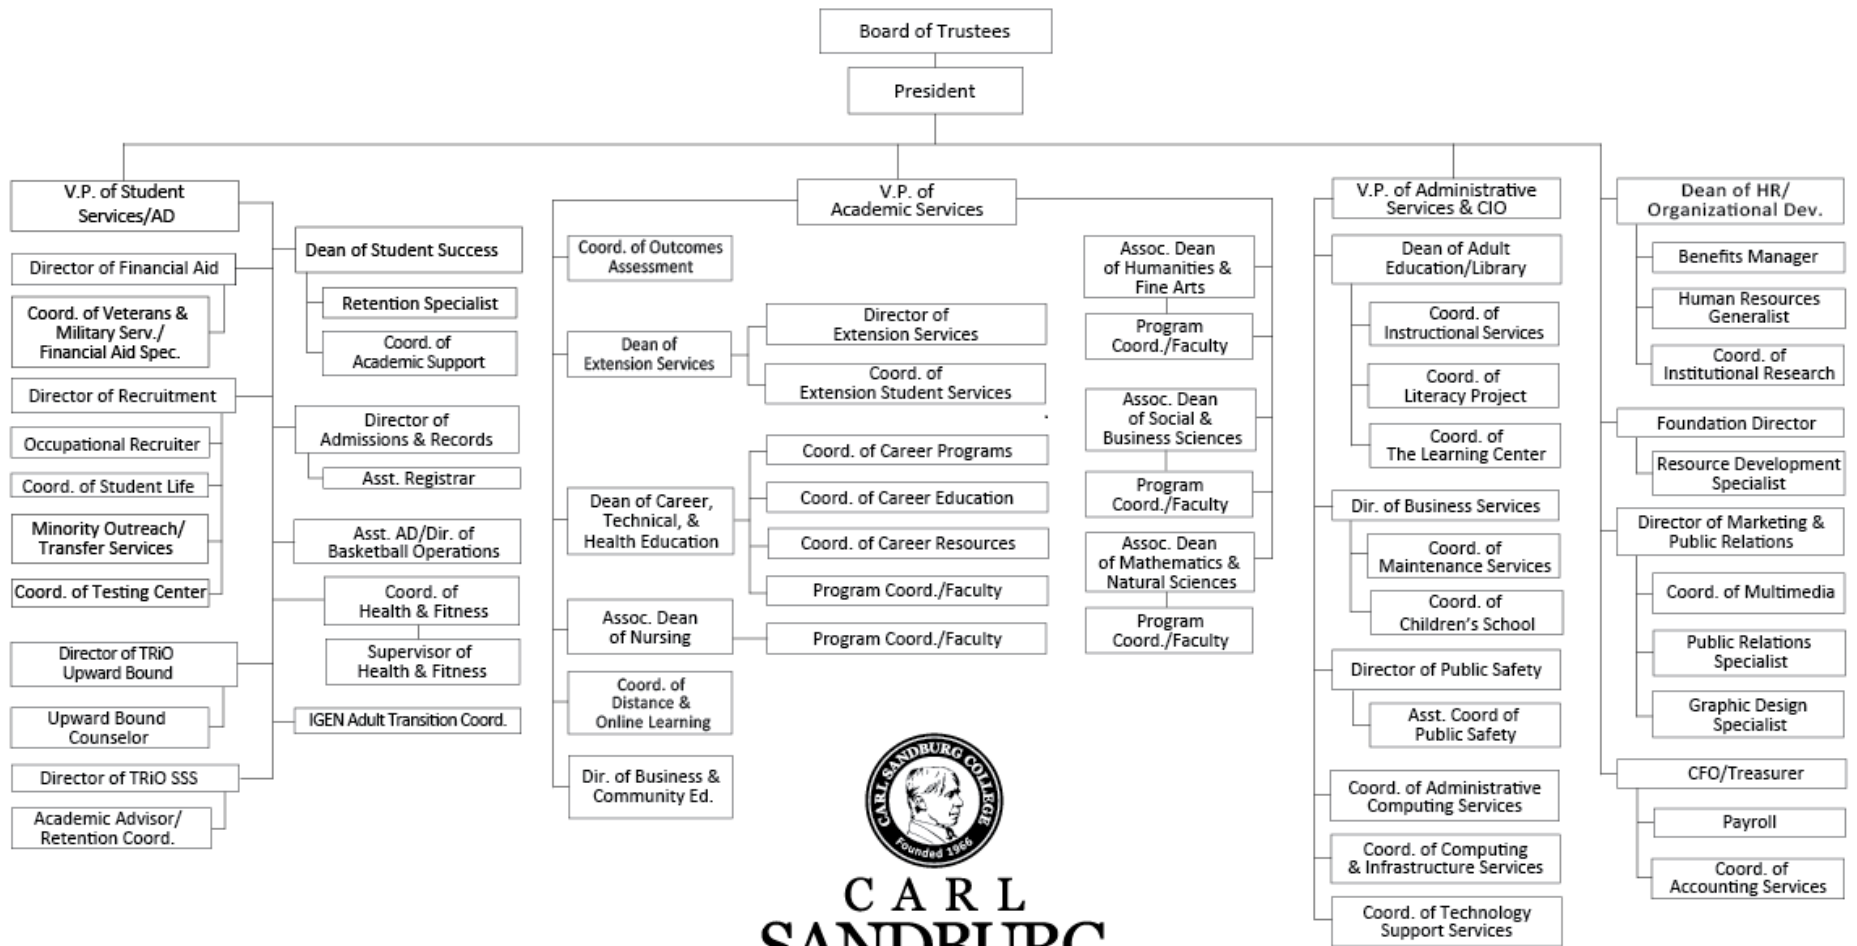 Board of Trustees
President
V.P. of Student
Services/AD
Director of Financial Aid
Coord. of Veterans &
Military Serv./
Financial Aid Spec.
Director of Recruitment
Occupational Recruiter
Coord. of Student Life
Minority Outreach/
Transfer Services
Coord. of Testing Center
Director of TRiO
Upward Bound
Upward Bound
Counselor
Director of TRiO SSS
Academic Advisor/
Retention Coord.
Dean of Student Success
Retention Specialist
Coord. of
Academic Support
Director of
Admissions & Records
Asst. Registrar
Asst. AD/Dir. of
Basketball Operations
Coord. of
Health & Fitness
Supervisor of
Health & Fitness
IGEN Adult Transition Coord.
V.P. of
Academic Services
Coord. of Outcomes
Assessment
Dean of
Extension Services
Director of
Extension Services
Coord. of
Extension Student Services
Dean of Career,
Technical, &
Health Education
Coord. of Career Programs
Coord. of Career Education
Coord. of Career Resources
Program Coord./Faculty
Assoc. Dean
of Nursing
Program Coord./Faculty
Coord. of
Distance &
Online Learning
Dir. of Business &
Community Ed.
Assoc. Dean
of Humanities &
Fine Arts
Program
Coord./Faculty
Assoc. Dean
of Social &
Business Sciences
Program
Coord./Faculty
Assoc. Dean
of Mathematics &
Natural Sciences
Program
Coord./Faculty
V.P. of Administrative
Services & CIO
Dean of Adult
Education/Library
Coord. of
Instructional Services
Coord. of
Literacy Project
Coord. of
The Learning Center
Dir. of Business Services
Coord. of
Maintenance Services
Coord. of
Children's School
Director of Public Safety
Asst. Coord of
Public Safety
Coord. of Administrative
Computing Services
Coord. of Computing
& Infrastructure Services
Coord. of Technology
Support Services
Dean of HR/
Organizational Dev.
Benefits Manager
Human Resources
Generalist
Coord. of
Institutional Research
Foundation Director
Resource Development
Specialist
Director of Marketing &
Public Relations
Coord. of Multimedia
Public Relations
Specialist
Graphic Design
Specialist
CFO/Treasurer
Payroll
Coord. of
Accounting Services
CARL SANDBURG COLLEGE
Founded 1966
CARL
SANDBURG